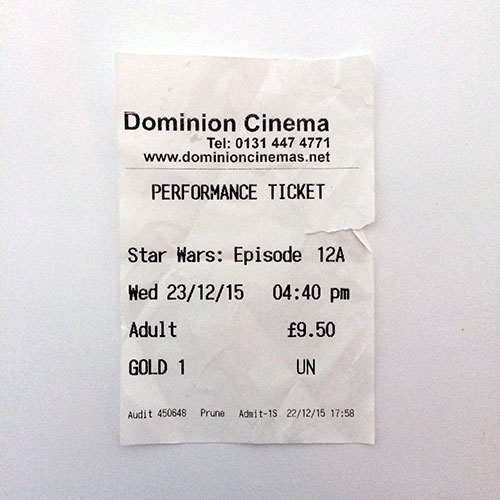 Dominion Cinema
Tel: 0131 447 4771
www.dominioncinemas.net
PERFORMANCE TICKET
Star Wars: Episode 12A
Wed 23/12/15 04:40 pm
Adult £9.50
GOLD 1 UN
Audit 450648 Prune Admit-1S 22/12/15 17:58